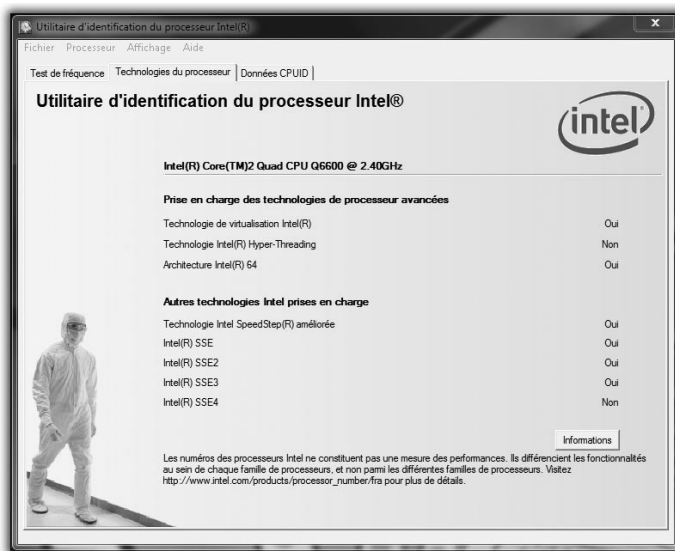 Utilitaire d'identification du processeur Intel(R)
x
Fichier Processeur Affichage Aide
Test de fréquence Technologies du processeur Données CPUID
Utilitaire d'identification du processeur Intel®
intel
Intel(R) Core(TM)2 Quad CPU Q6600 @ 2.40GHz
Prise en charge des technologies de processeur avancées
Technologie de virtualisation Intel(R) Oui
Technologie Intel(R) Hyper-Threading Non
Architecture Intel(R) 64 Oui
Autres technologies Intel prises en charge
Technologie Intel SpeedStep(R) améliorée Oui
Intel(R) SSE Oui
Intel(R) SSE2 Oui
Intel(R) SSE3 Oui
Intel(R) SSE4 Non
Informations
Les numéros des processeurs Intel ne constituent pas une mesure des performances. Ils différencient les fonctionnalités
au sein de chaque famille de processeurs, et non parmi les différentes familles de processeurs. Visitez
http://www.intel.com/products/processor_number/fra pour plus de détails.